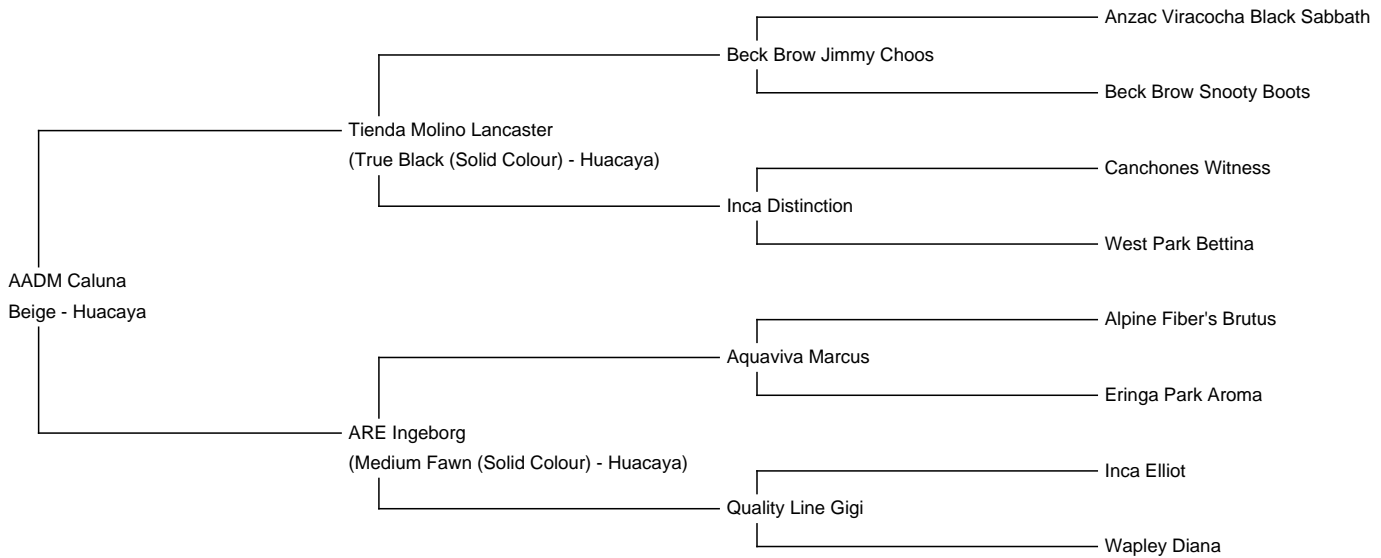 Anzac Viracocha Black Sabbath
Beck Brow Jimmy Choos
Beck Brow Snooty Boots
Tienda Molino Lancaster
(True Black (Solid Colour) - Huacaya)
Canchones Witness
Inca Distinction
West Park Bettina
AADM Caluna
Beige - Huacaya
Alpine Fiber's Brutus
Aquaviva Marcus
Eringa Park Aroma
ARE Ingeborg
(Medium Fawn (Solid Colour) - Huacaya)
Inca Elliot
Quality Line Gigi
Wapley Diana